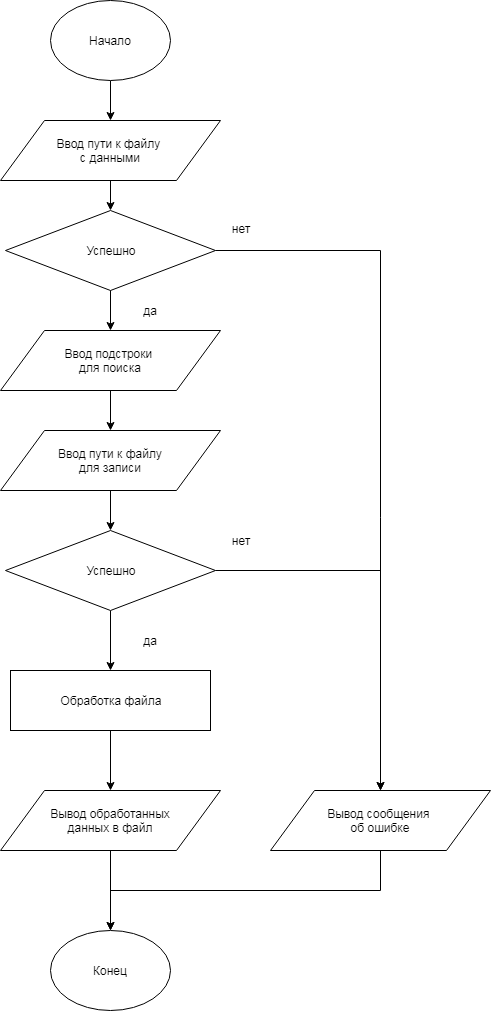 Начало
Ввод пути к файлу
с данными
Успешно
нет
да
Ввод подстроки
для поиска
Ввод пути к файлу
для записи
Успешно
нет
да
Обработка файла
Вывод обработанных
данных в файл
Вывод сообщения
об ошибке
Конец